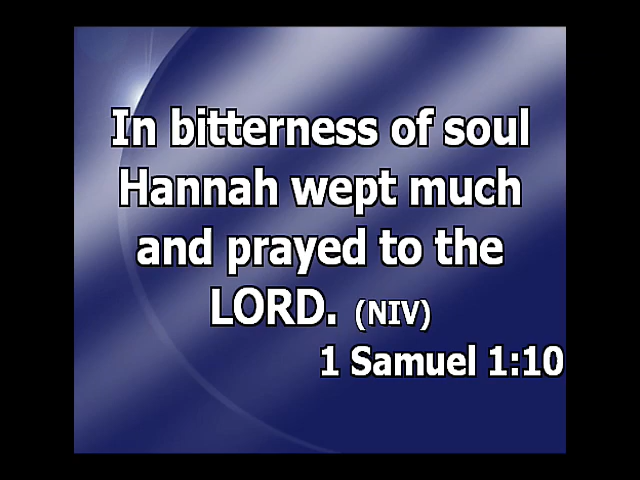 In bitterness of soul
Hannah wept much
and prayed to the
LORD. (NIV)
1 Samuel 1:10